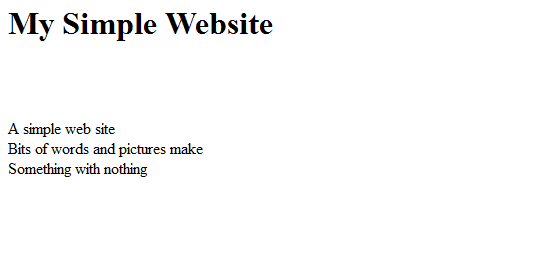 My Simple Website
A simple web site
Bits of words and pictures make
Something with nothing